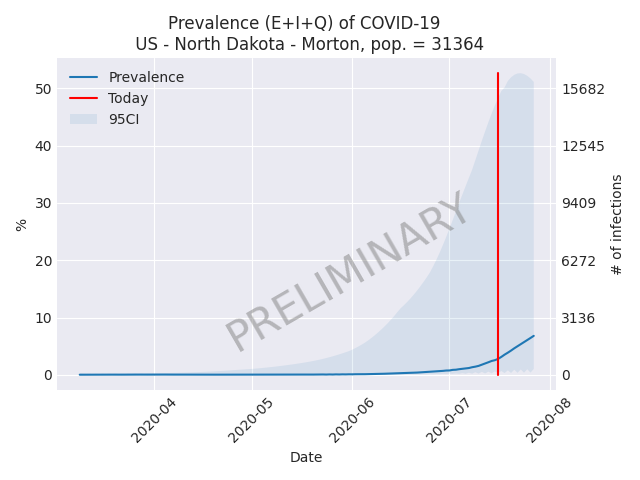 Prevalence (E+I+Q) of COVID-19
US - North Dakota - Morton, pop. = 31364
Prevalence
Today
95CI
PRELIMINARY
%
50
40
30
20
10
0
15682
12545
9409
6272
3136
0
# of infections
2020-04
2020-05
2020-06
2020-07
2020-08
Date